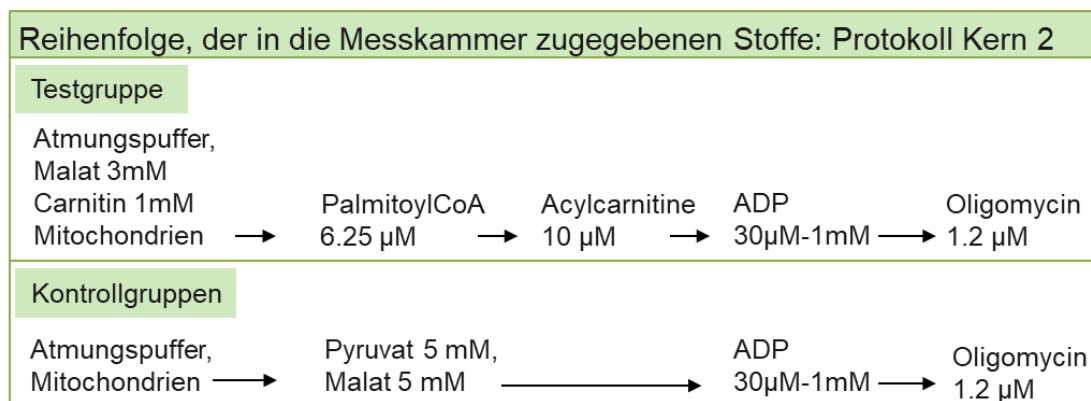 Reihenfolge, der in die Messkammer zugegebenen Stoffe: Protokoll Kern 2
Testgruppe
Atmungspuffer,
Malat 3mM
Carnitin 1mM
Mitochondrien
PalmitoylCoA
6.25 µM
Acylcarnitine
10 µM
ADP
30µM-1mM
Oligomycin
1.2 µM
Kontrollgruppen
Atmungspuffer,
Mitochondrien
Pyruvat 5 mM,
Malat 5 mM
ADP
30µM-1mM
Oligomycin
1.2 µM